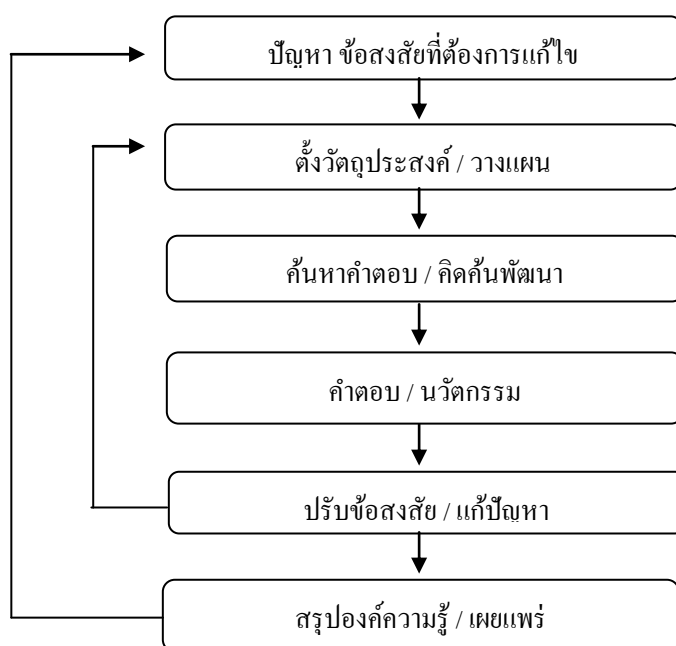 ปัญหา ข้อสงสัยที่ต้องการแก้ไข
ตั้งวัตถุประสงค์ / วางแผน
ค้นหาคำตอบ / คิดค้นพัฒนา
คำตอบ / นวัตกรรม
ปรับข้อสงสัย / แก้ปัญหา
สรุปองค์ความรู้ / เผยแพร่